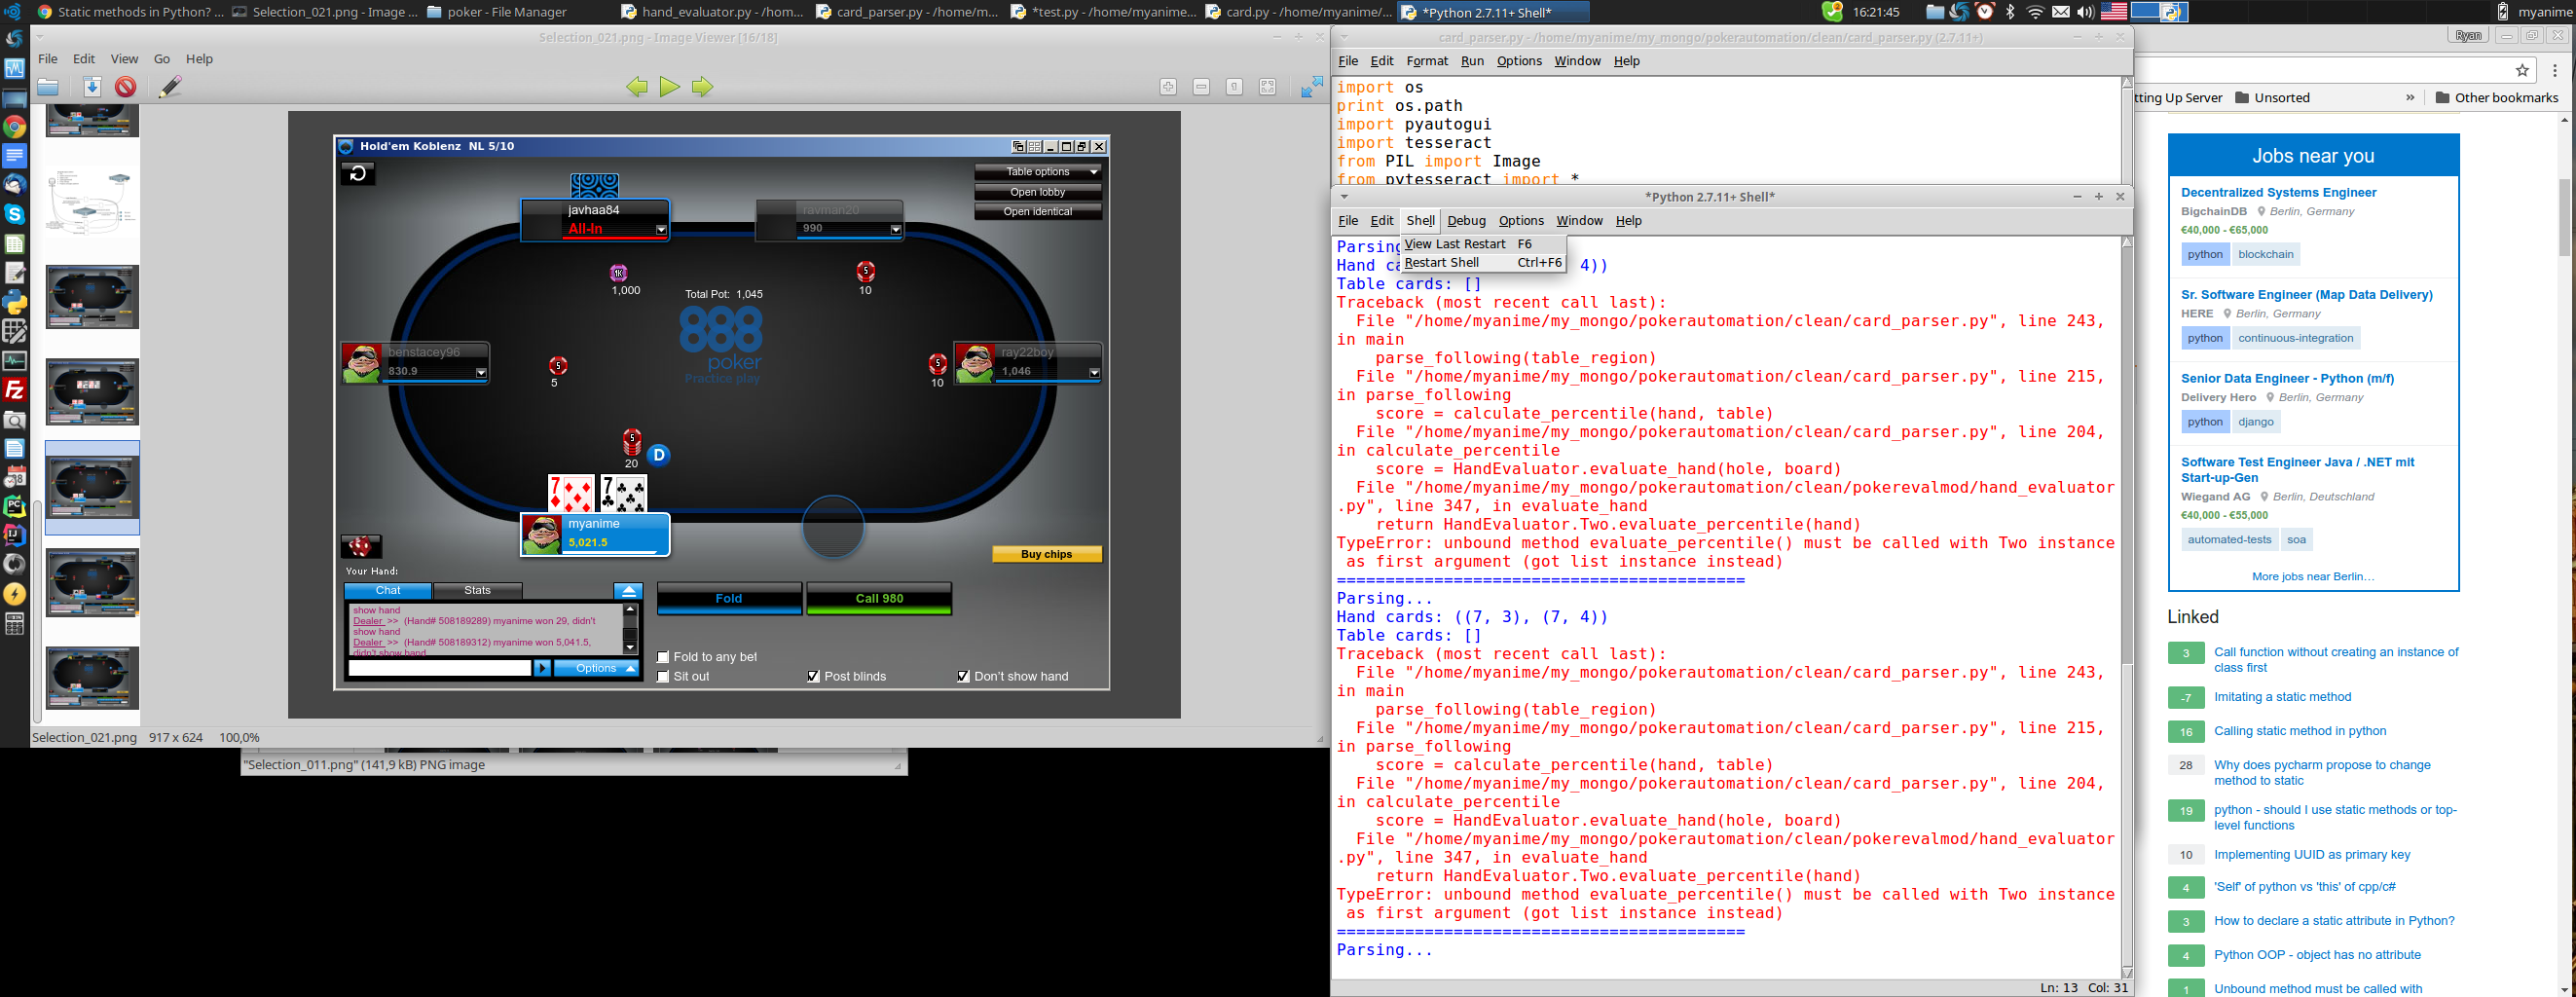 Static methods in Python? ...
Selection_021.png - Image ...
poker - File Manager
hand_evaluator.py - /hom...
card_parser.py - /home/m...
*test.py - /home/myanime...
card.py - /home/myanime/...
*Python 2.7.11+ Shell*
16:21:45
myanime
Selection_021.png - Image Viewer [16/18]
File Edit View Go Help
Hold'em Koblenz NL 5/10
Table options
Open lobby
Open identical
javhaa84
All-In
ravman20
990
1K
1,000
5
10
Total Pot: 1,045
888
poker
Practice play
benstacey96
830.9
5
5
5
10
ray22boy
1,046
5
20
D
7
7
myanime
5,021.5
Buy chips
Your Hand:
Chat
Stats
Fold
Call 980
show hand
Dealer >> (Hand# 508189289) myanime won 29, didn't
show hand
Dealer >> (Hand# 508189312) myanime won 5,041.5,
didn't show hand
Options
Fold to any bet
Sit out
Post blinds
Don't show hand
Selection_021.png 917 x 624 100,0%
"Selection_011.png" (141,9 kB) PNG image
card_parser.py - /home/myanime/my_mongo/pokerautomation/clean/card_parser.py (2.7.11+)
File Edit Format Run Options Window Help
import os
print os.path
import pyautogui
import tesseract
from PIL import Image
from pytesseract import *
*Python 2.7.11+ Shell*
File Edit Shell Debug Options Window Help
View Last Restart F6
Restart Shell Ctrl+F6
Parsing
Hand ca 4))
Table cards: []
Traceback (most recent call last):
File "/home/myanime/my_mongo/pokerautomation/clean/card_parser.py", line 243,
in main
parse_following(table_region)
File "/home/myanime/my_mongo/pokerautomation/clean/card_parser.py", line 215,
in parse_following
score = calculate_percentile(hand, table)
File "/home/myanime/my_mongo/pokerautomation/clean/card_parser.py", line 204,
in calculate_percentile
score = HandEvaluator.evaluate_hand(hole, board)
File "/home/myanime/my_mongo/pokerautomation/clean/pokerevalmod/hand_evaluator
.py", line 347, in evaluate_hand
return HandEvaluator.Two.evaluate_percentile(hand)
TypeError: unbound method evaluate_percentile() must be called with Two instance
as first argument (got list instance instead)
==========================================
Parsing...
Hand cards: ((7, 3), (7, 4))
Table cards: []
Traceback (most recent call last):
File "/home/myanime/my_mongo/pokerautomation/clean/card_parser.py", line 243,
in main
parse_following(table_region)
File "/home/myanime/my_mongo/pokerautomation/clean/card_parser.py", line 215,
in parse_following
score = calculate_percentile(hand, table)
File "/home/myanime/my_mongo/pokerautomation/clean/card_parser.py", line 204,
in calculate_percentile
score = HandEvaluator.evaluate_hand(hole, board)
File "/home/myanime/my_mongo/pokerautomation/clean/pokerevalmod/hand_evaluator
.py", line 347, in evaluate_hand
return HandEvaluator.Two.evaluate_percentile(hand)
TypeError: unbound method evaluate_percentile() must be called with Two instance
as first argument (got list instance instead)
==========================================
Parsing...
Ln: 13 Col: 31
Ryan
tting Up Server
Unsorted
»
Other bookmarks
Jobs near you
Decentralized Systems Engineer
BigchainDB Berlin, Germany
€40,000 - €65,000
python blockchain
Sr. Software Engineer (Map Data Delivery)
HERE Berlin, Germany
python continuous-integration
Senior Data Engineer - Python (m/f)
Delivery Hero Berlin, Germany
python django
Software Test Engineer Java / .NET mit
Start-up-Gen
Wiegand AG Berlin, Deutschland
€40,000 - €55,000
automated-tests soa
More jobs near Berlin...
Linked
3 Call function without creating an instance of
class first
-7 Imitating a static method
16 Calling static method in python
28 Why does pycharm propose to change
method to static
19 python - should I use static methods or top-
level functions
10 Implementing UUID as primary key
4 'Self' of python vs 'this' of cpp/c#
3 How to declare a static attribute in Python?
4 Python OOP - object has no attribute
1 Unbound method must be called with